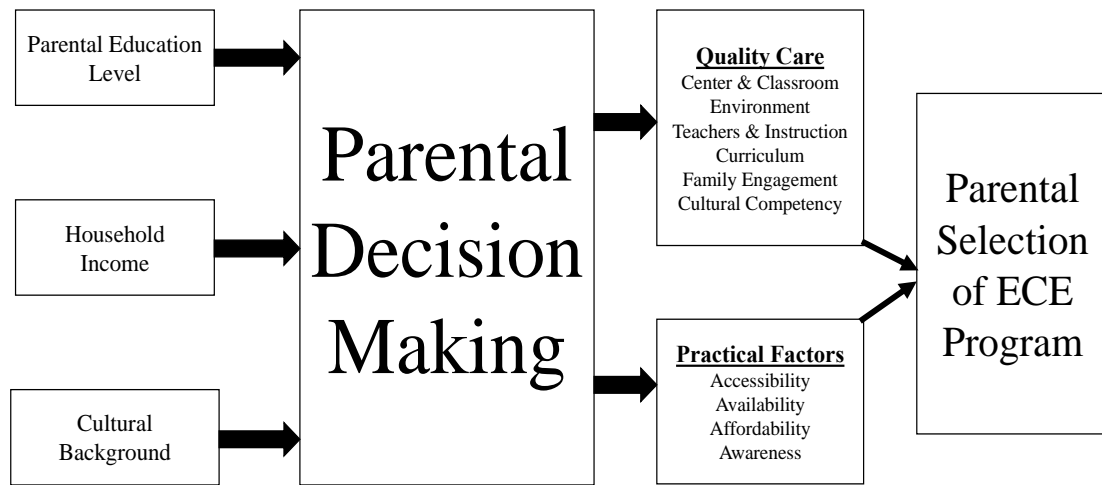 Parental Education
Level
Household
Income
Cultural
Background
Parental
Decision
Making
Quality Care
Center & Classroom
Environment
Teachers & Instruction
Curriculum
Family Engagement
Cultural Competency
Practical Factors
Accessibility
Availability
Affordability
Awareness
Parental
Selection
of ECE
Program